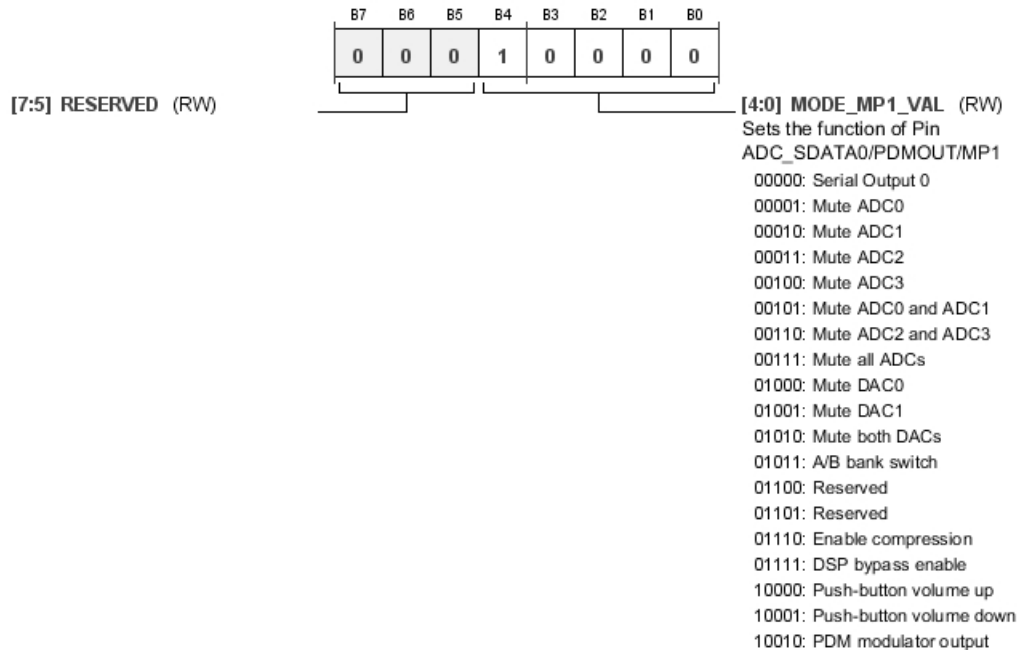 B7 B6 B5 B4 B3 B2 B1 B0
0 0 0 1 0 0 0 0
[7:5] RESERVED (RW)
[4:0] MODE_MP1_VAL (RW)
Sets the function of Pin
ADC_SDATA0/PDMOUT/MP1
00000: Serial Output 0
00001: Mute ADC0
00010: Mute ADC1
00011: Mute ADC2
00100: Mute ADC3
00101: Mute ADC0 and ADC1
00110: Mute ADC2 and ADC3
00111: Mute all ADCs
01000: Mute DAC0
01001: Mute DAC1
01010: Mute both DACs
01011: A/B bank switch
01100: Reserved
01101: Reserved
01110: Enable compression
01111: DSP bypass enable
10000: Push-button volume up
10001: Push-button volume down
10010: PDM modulator output